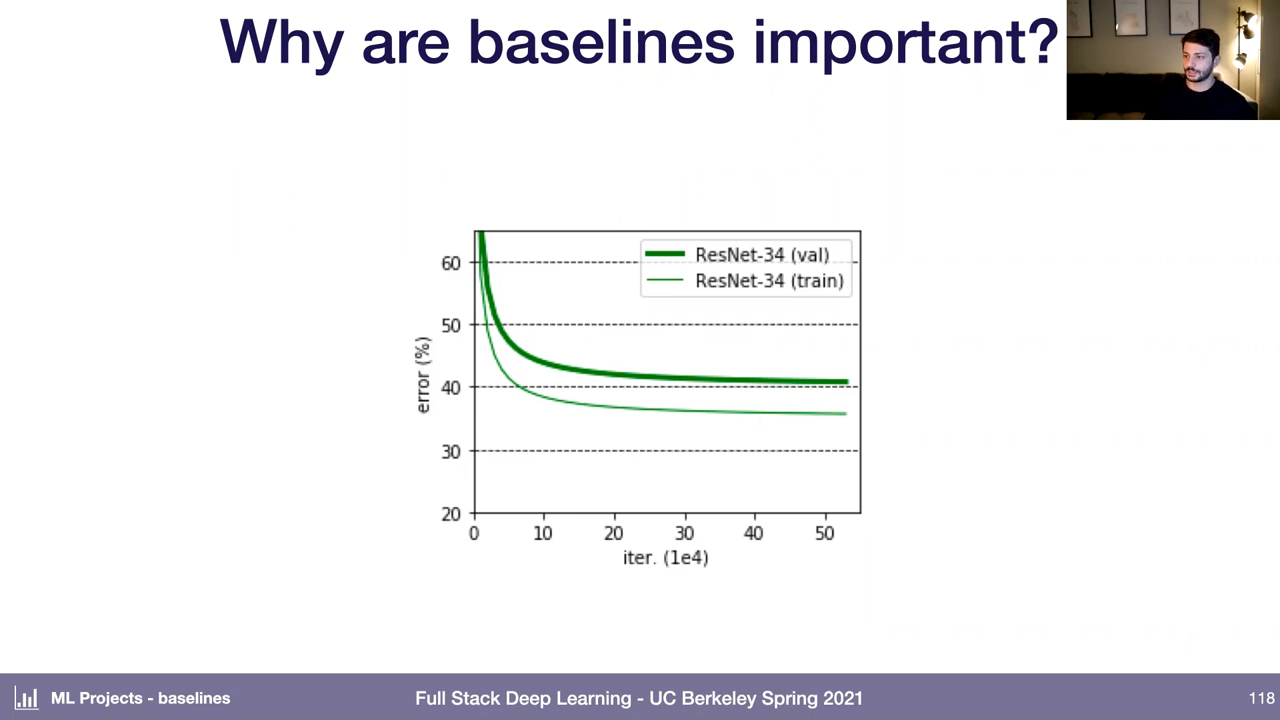 Why are baselines important?
ResNet-34 (val)
ResNet-34 (train)
60
50
40
30
20
error (%)
0 10 20 30 40 50
iter. (1e4)
ML Projects - baselines
Full Stack Deep Learning - UC Berkeley Spring 2021
118